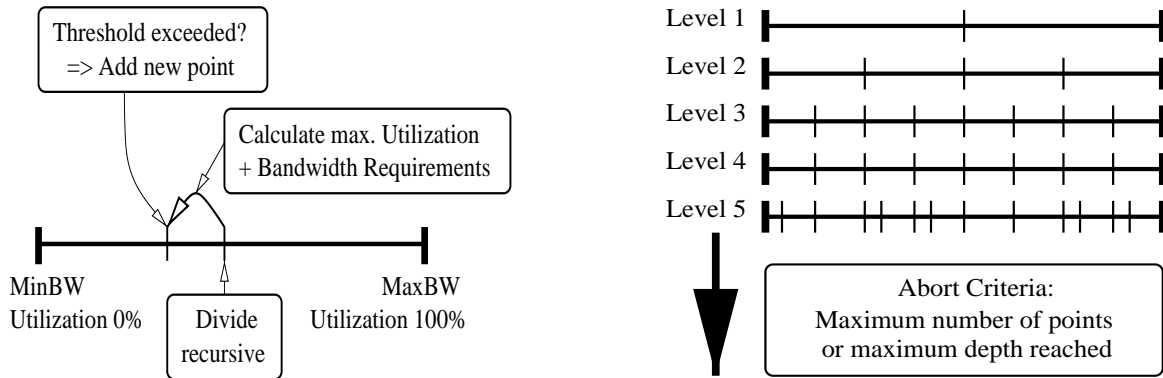 Threshold exceeded?
=> Add new point
Calculate max. Utilization
+ Bandwidth Requirements
MinBW
Utilization 0%
Divide
recursive
MaxBW
Utilization 100%
Level 1
Level 2
Level 3
Level 4
Level 5
Abort Criteria:
Maximum number of points
or maximum depth reached